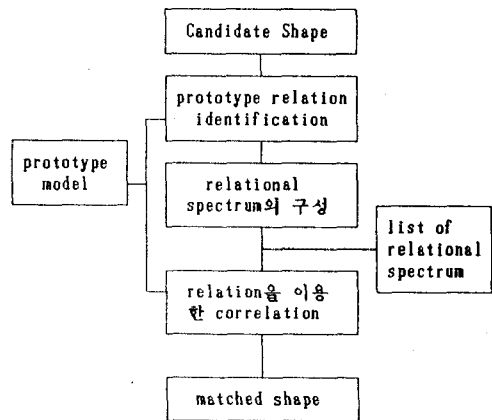 Candidate Shape
prototype relation
identification
prototype
model
relational
spectrum의 구성
list of
relational
spectrum
relation을 이용
한 correlation
matched shape